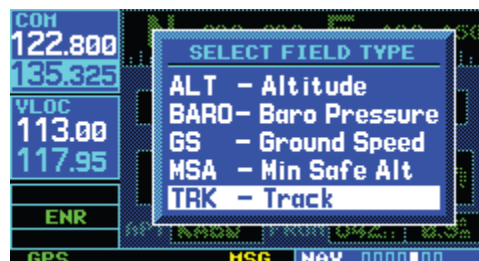 COM
122.800
135.325
VLOC
113.00
117.95
ENR
GPS
SELECT FIELD TYPE
ALT – Altitude
BARO– Baro Pressure
GS – Ground Speed
MSA – Min Safe Alt
TRK – Track
MSG NAV